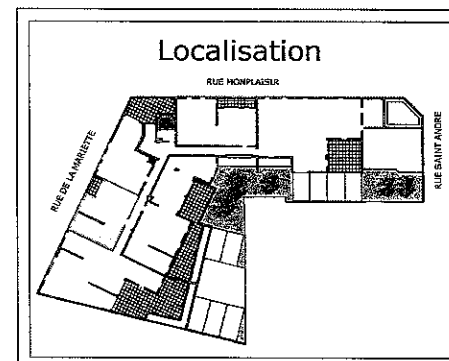 Localisation
RUE MONPLAISIR
RUE DE LA MARIETTE
RUE SAINT ANDRE